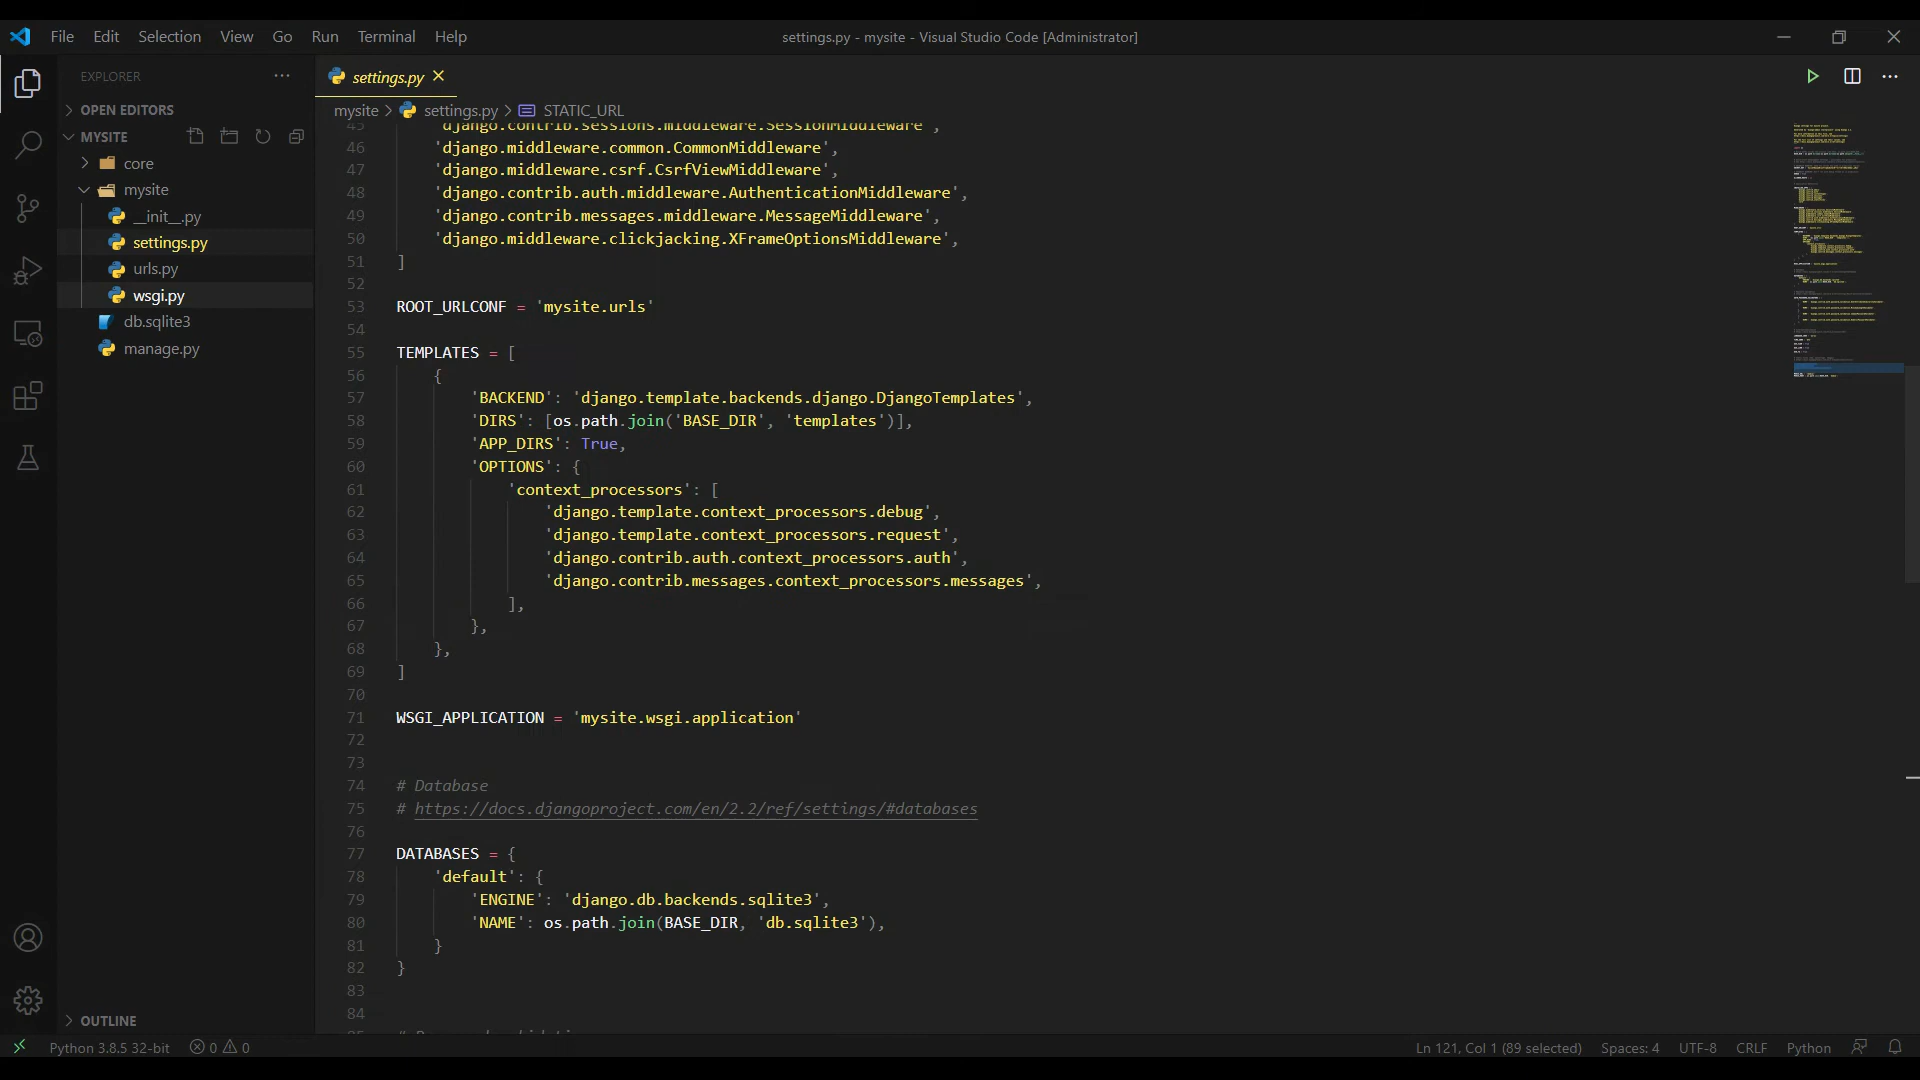 File Edit Selection View Go Run Terminal Help
settings.py - mysite - Visual Studio Code [Administrator]
EXPLORER
OPEN EDITORS
MYSITE
core
mysite
__init__.py
settings.py
urls.py
wsgi.py
db.sqlite3
manage.py
OUTLINE
settings.py
mysite > settings.py > STATIC_URL
45 'django.contrib.sessions.middleware.SessionMiddleware',
46 'django.middleware.common.CommonMiddleware',
47 'django.middleware.csrf.CsrfViewMiddleware',
48 'django.contrib.auth.middleware.AuthenticationMiddleware',
49 'django.contrib.messages.middleware.MessageMiddleware',
50 'django.middleware.clickjacking.XFrameOptionsMiddleware',
51 ]
52
53 ROOT_URLCONF = 'mysite.urls'
54
55 TEMPLATES = [
56 {
57 'BACKEND': 'django.template.backends.django.DjangoTemplates',
58 'DIRS': [os.path.join('BASE_DIR', 'templates')],
59 'APP_DIRS': True,
60 'OPTIONS': {
61 'context_processors': [
62 'django.template.context_processors.debug',
63 'django.template.context_processors.request',
64 'django.contrib.auth.context_processors.auth',
65 'django.contrib.messages.context_processors.messages',
66 ],
67 },
68 },
69 ]
70
71 WSGI_APPLICATION = 'mysite.wsgi.application'
72
73
74 # Database
75 # https://docs.djangoproject.com/en/2.2/ref/settings/#databases
76
77 DATABASES = {
78 'default': {
79 'ENGINE': 'django.db.backends.sqlite3',
80 'NAME': os.path.join(BASE_DIR, 'db.sqlite3'),
81 }
82 }
83
84
Python 3.8.5 32-bit 0 0 Ln 121, Col 1 (89 selected) Spaces: 4 UTF-8 CRLF Python